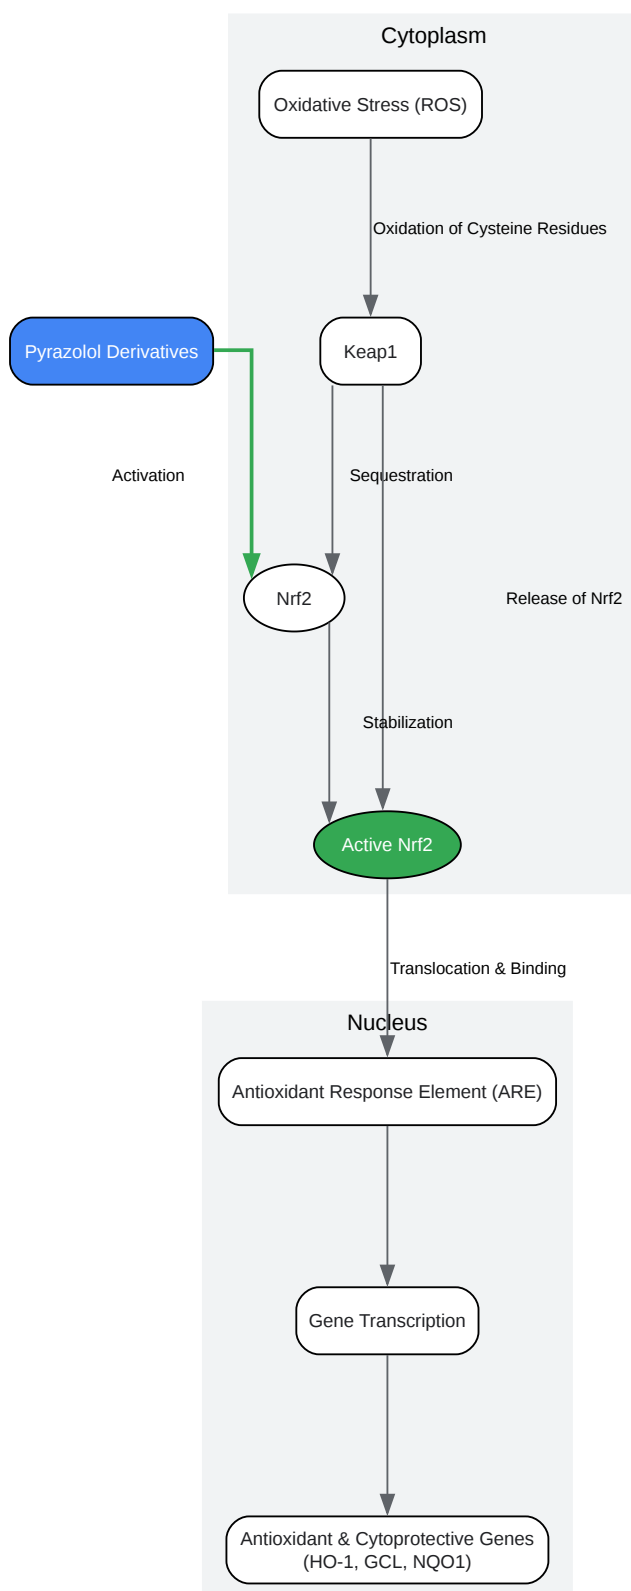 Cytoplasm
Oxidative Stress (ROS)
Oxidation of Cysteine Residues
Pyrazolol Derivatives
Keap1
Activation
Sequestration
Nrf2
Release of Nrf2
Stabilization
Active Nrf2
Translocation & Binding
Nucleus
Antioxidant Response Element (ARE)
Gene Transcription
Antioxidant & Cytoprotective Genes
(HO-1, GCL, NQO1)